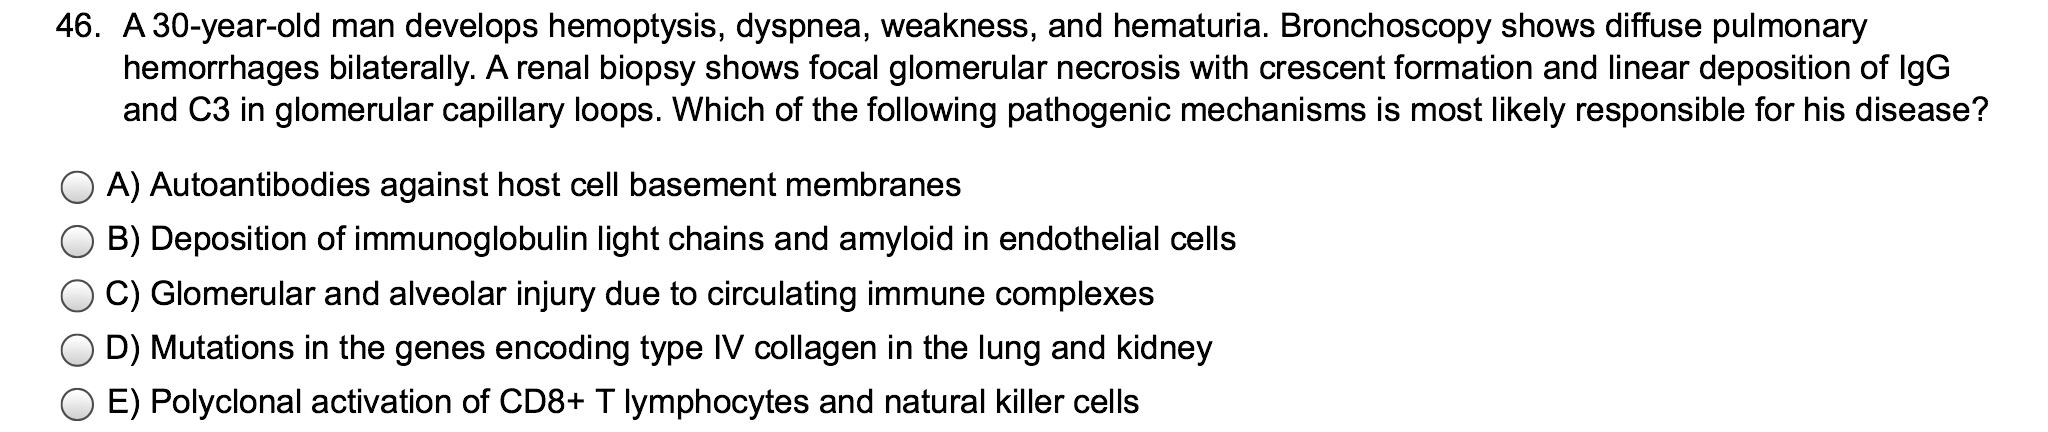 46. A 30-year-old man develops hemoptysis, dyspnea, weakness, and hematuria. Bronchoscopy shows diffuse pulmonary
hemorrhages bilaterally. A renal biopsy shows focal glomerular necrosis with crescent formation and linear deposition of IgG
and C3 in glomerular capillary loops. Which of the following pathogenic mechanisms is most likely responsible for his disease?
A) Autoantibodies against host cell basement membranes
B) Deposition of immunoglobulin light chains and amyloid in endothelial cells
C) Glomerular and alveolar injury due to circulating immune complexes
D) Mutations in the genes encoding type IV collagen in the lung and kidney
E) Polyclonal activation of CD8+ T lymphocytes and natural killer cells